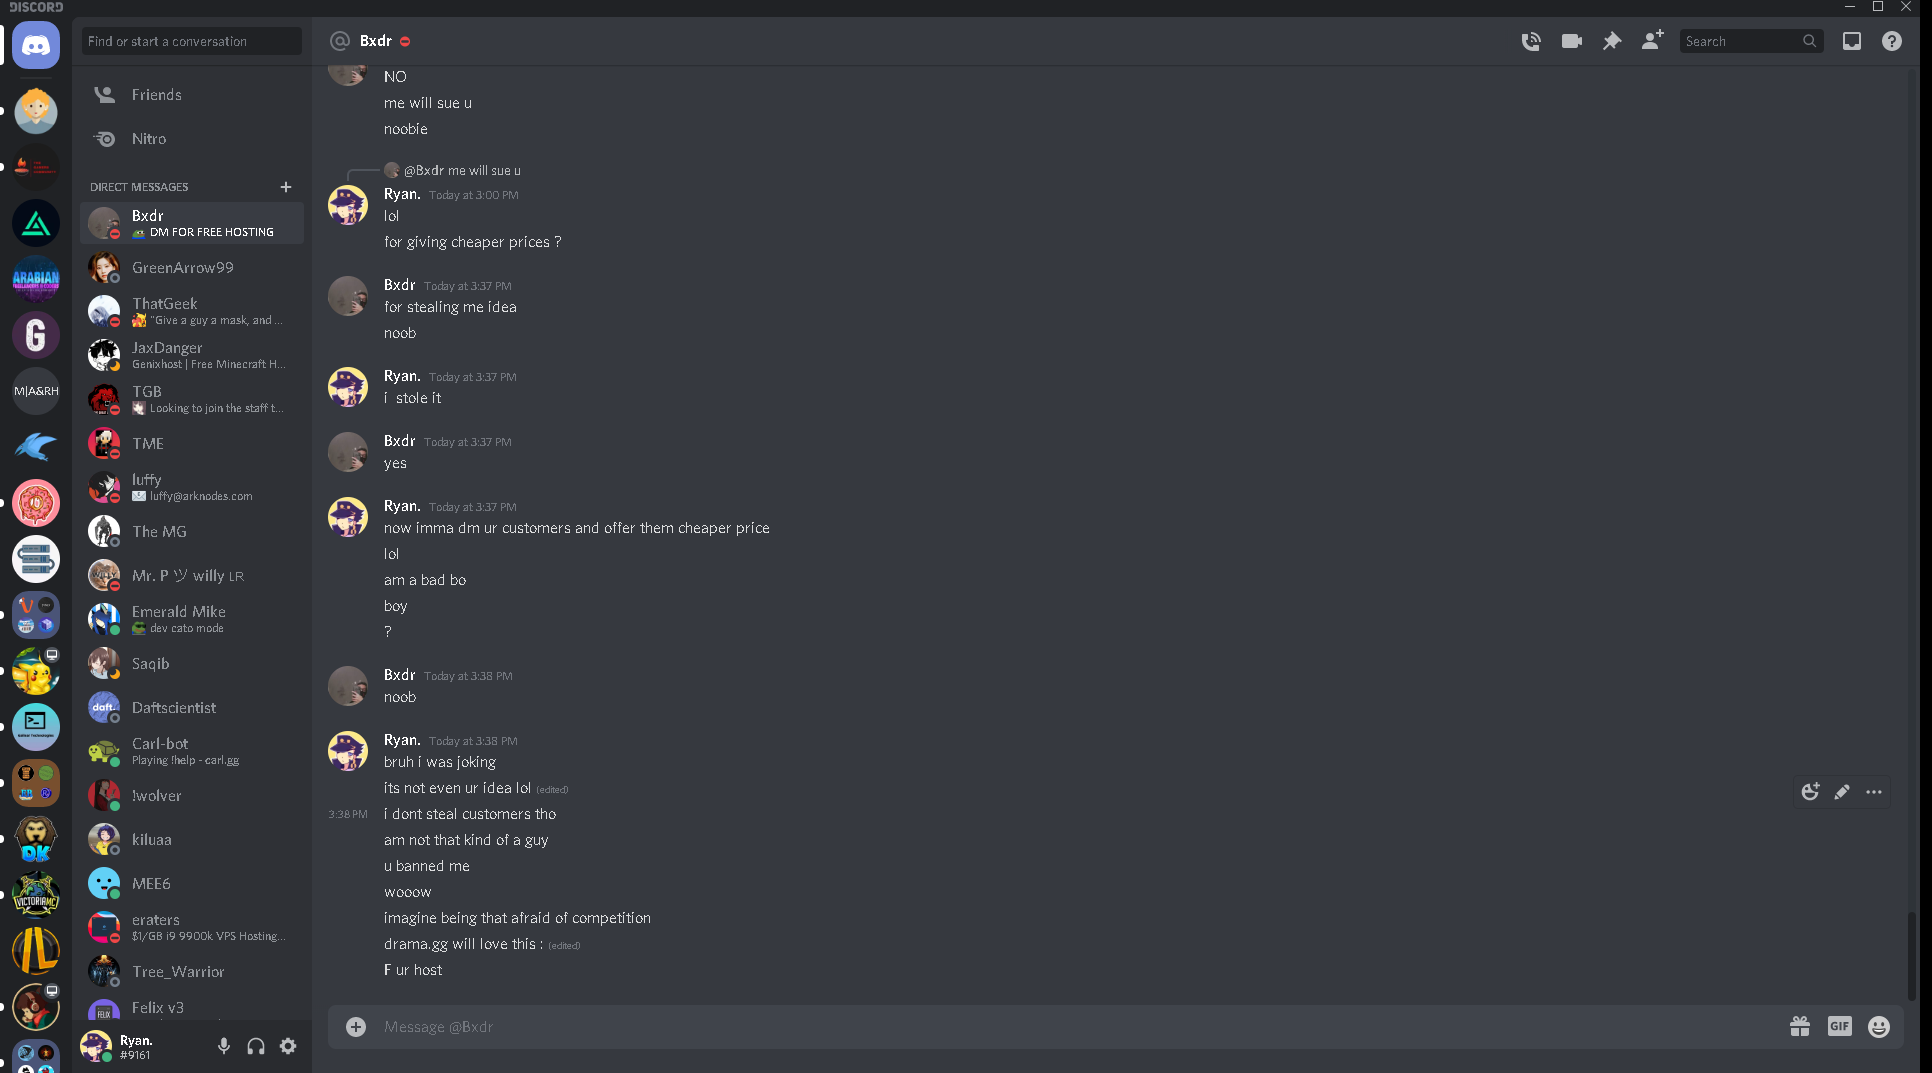 DISCORD
Find or start a conversation
Friends
Nitro
DIRECT MESSAGES
Bxdr
DM FOR FREE HOSTING
GreenArrow99
ThatGeek
"Give a guy a mask, and ...
JaxDanger
Genixhost | Free Minecraft H...
TGB
Looking to join the staff t...
TME
luffy
luffy@arknodes.com
The MG
Mr. P ツ willy LR
Emerald Mike
dev cato mode
Saqib
Daftscientist
Carl-bot
Playing !help - carl.gg
!wolver
kiluaa
MEE6
eraters
$1/GB i9 9900k VPS Hosting...
Tree_Warrior
Felix v3
Ryan.
#9161
ARABIAN
G
M|A&RH
DK
VICTORIAMC
daft.
FELIX
@ Bxdr
Search
NO
me will sue u
noobie
@Bxdr me will sue u
Ryan. Today at 3:00 PM
lol
for giving cheaper prices ?
Bxdr Today at 3:37 PM
for stealing me idea
noob
Ryan. Today at 3:37 PM
i stole it
Bxdr Today at 3:37 PM
yes
Ryan. Today at 3:37 PM
now imma dm ur customers and offer them cheaper price
lol
am a bad bo
boy
?
Bxdr Today at 3:38 PM
noob
Ryan. Today at 3:38 PM
bruh i was joking
its not even ur idea lol (edited)
3:38 PM i dont steal customers tho
am not that kind of a guy
u banned me
wooow
imagine being that afraid of competition
drama.gg will love this : (edited)
F ur host
Message @Bxdr
GIF